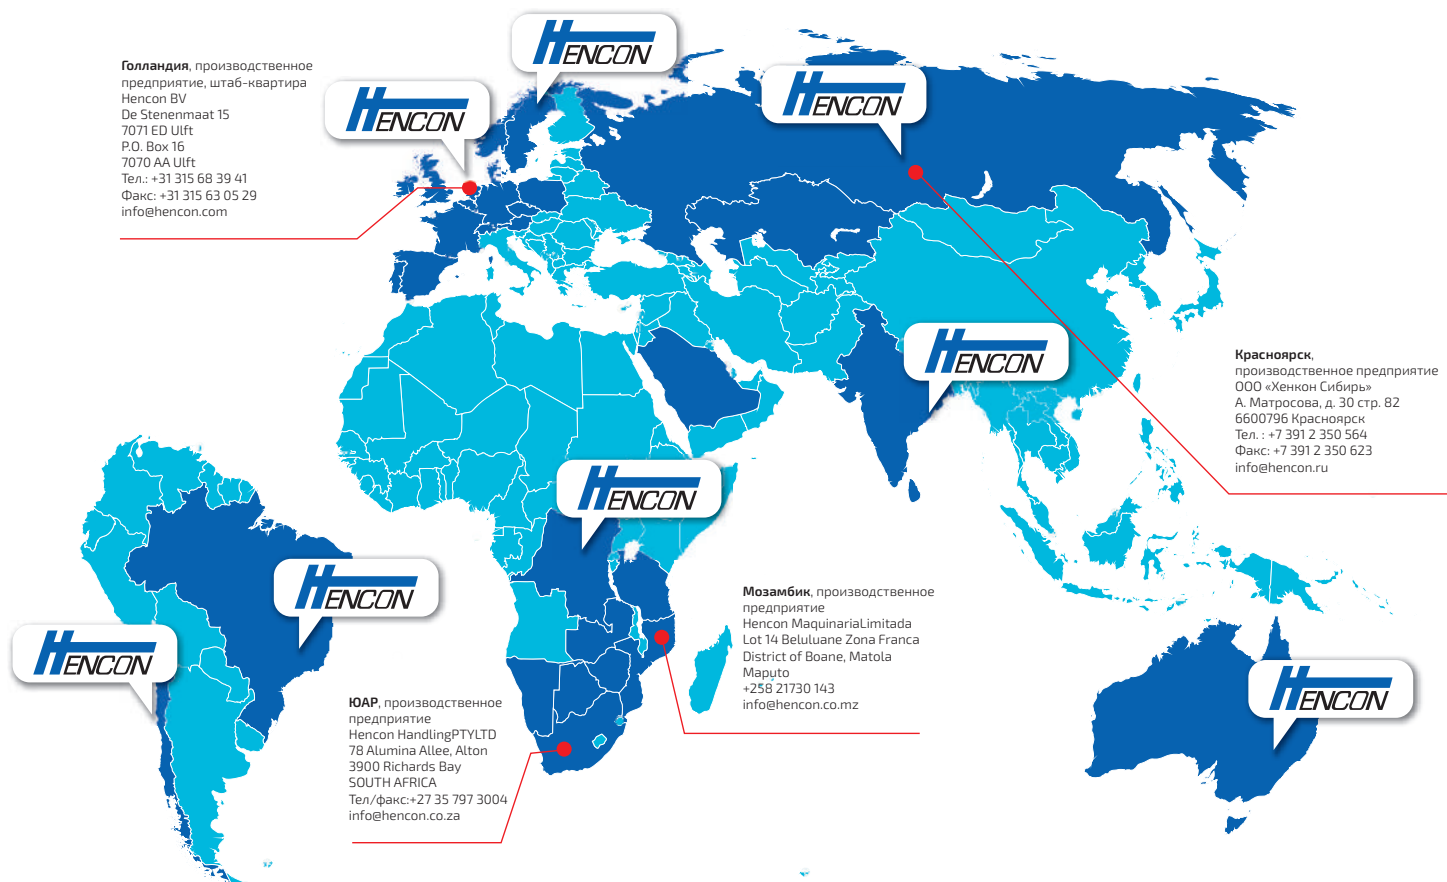 HENCON
Голландия, производственное
предприятие, штаб-квартира
Hencon BV
De Stenenmaat 15
7071 ED Ulft
P.O. Box 16
7070 AA Ulft
Тел.: +31 315 68 39 41
Факс: +31 315 63 05 29
info@hencon.com
HENCON
HENCON
HENCON
Красноярск,
производственное предприятие
ООО «Хенкон Сибирь»
А. Матросова, д. 30 стр. 82
6600796 Красноярск
Тел. : +7 391 2 350 564
Факс: +7 391 2 350 623
info@hencon.ru
HENCON
HENCON
Мозамбик, производственное
предприятие
Hencon MaquinariaLimitada
Lot 14 Beluluane Zona Franca
District of Boane, Matola
Maputo
+258 21730 143
info@hencon.co.mz
HENCON
HENCON
ЮАР, производственное
предприятие
Hencon HandlingPTYLTD
78 Alumina Allee, Alton
3900 Richards Bay
SOUTH AFRICA
Тел/факс:+27 35 797 3004
info@hencon.co.za